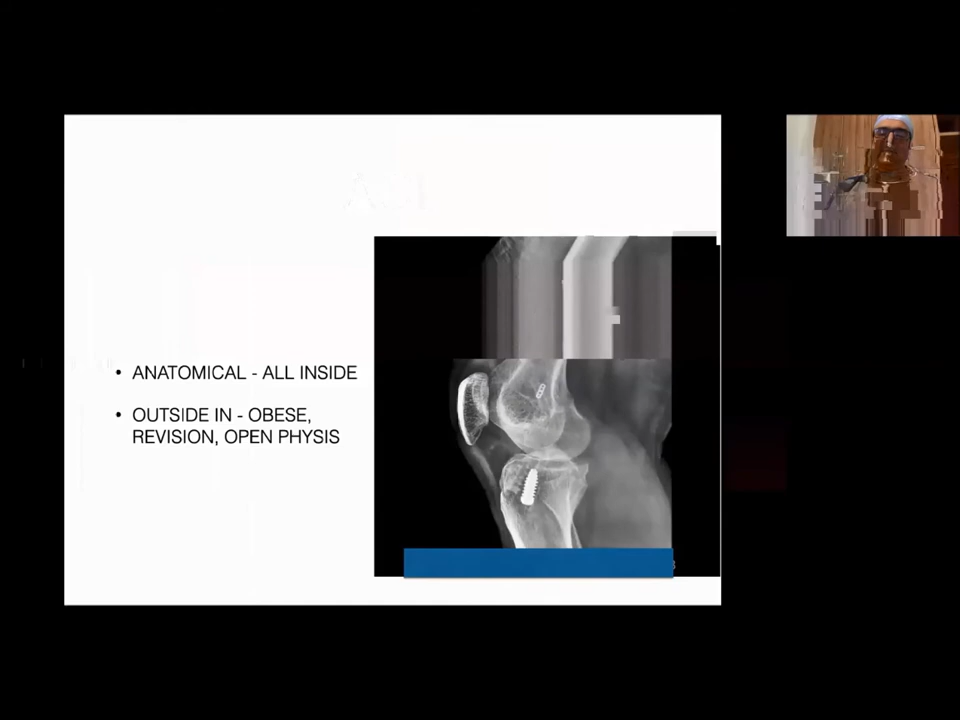 • ANATOMICAL - ALL INSIDE
• OUTSIDE IN - OBESE,
REVISION, OPEN PHYSIS